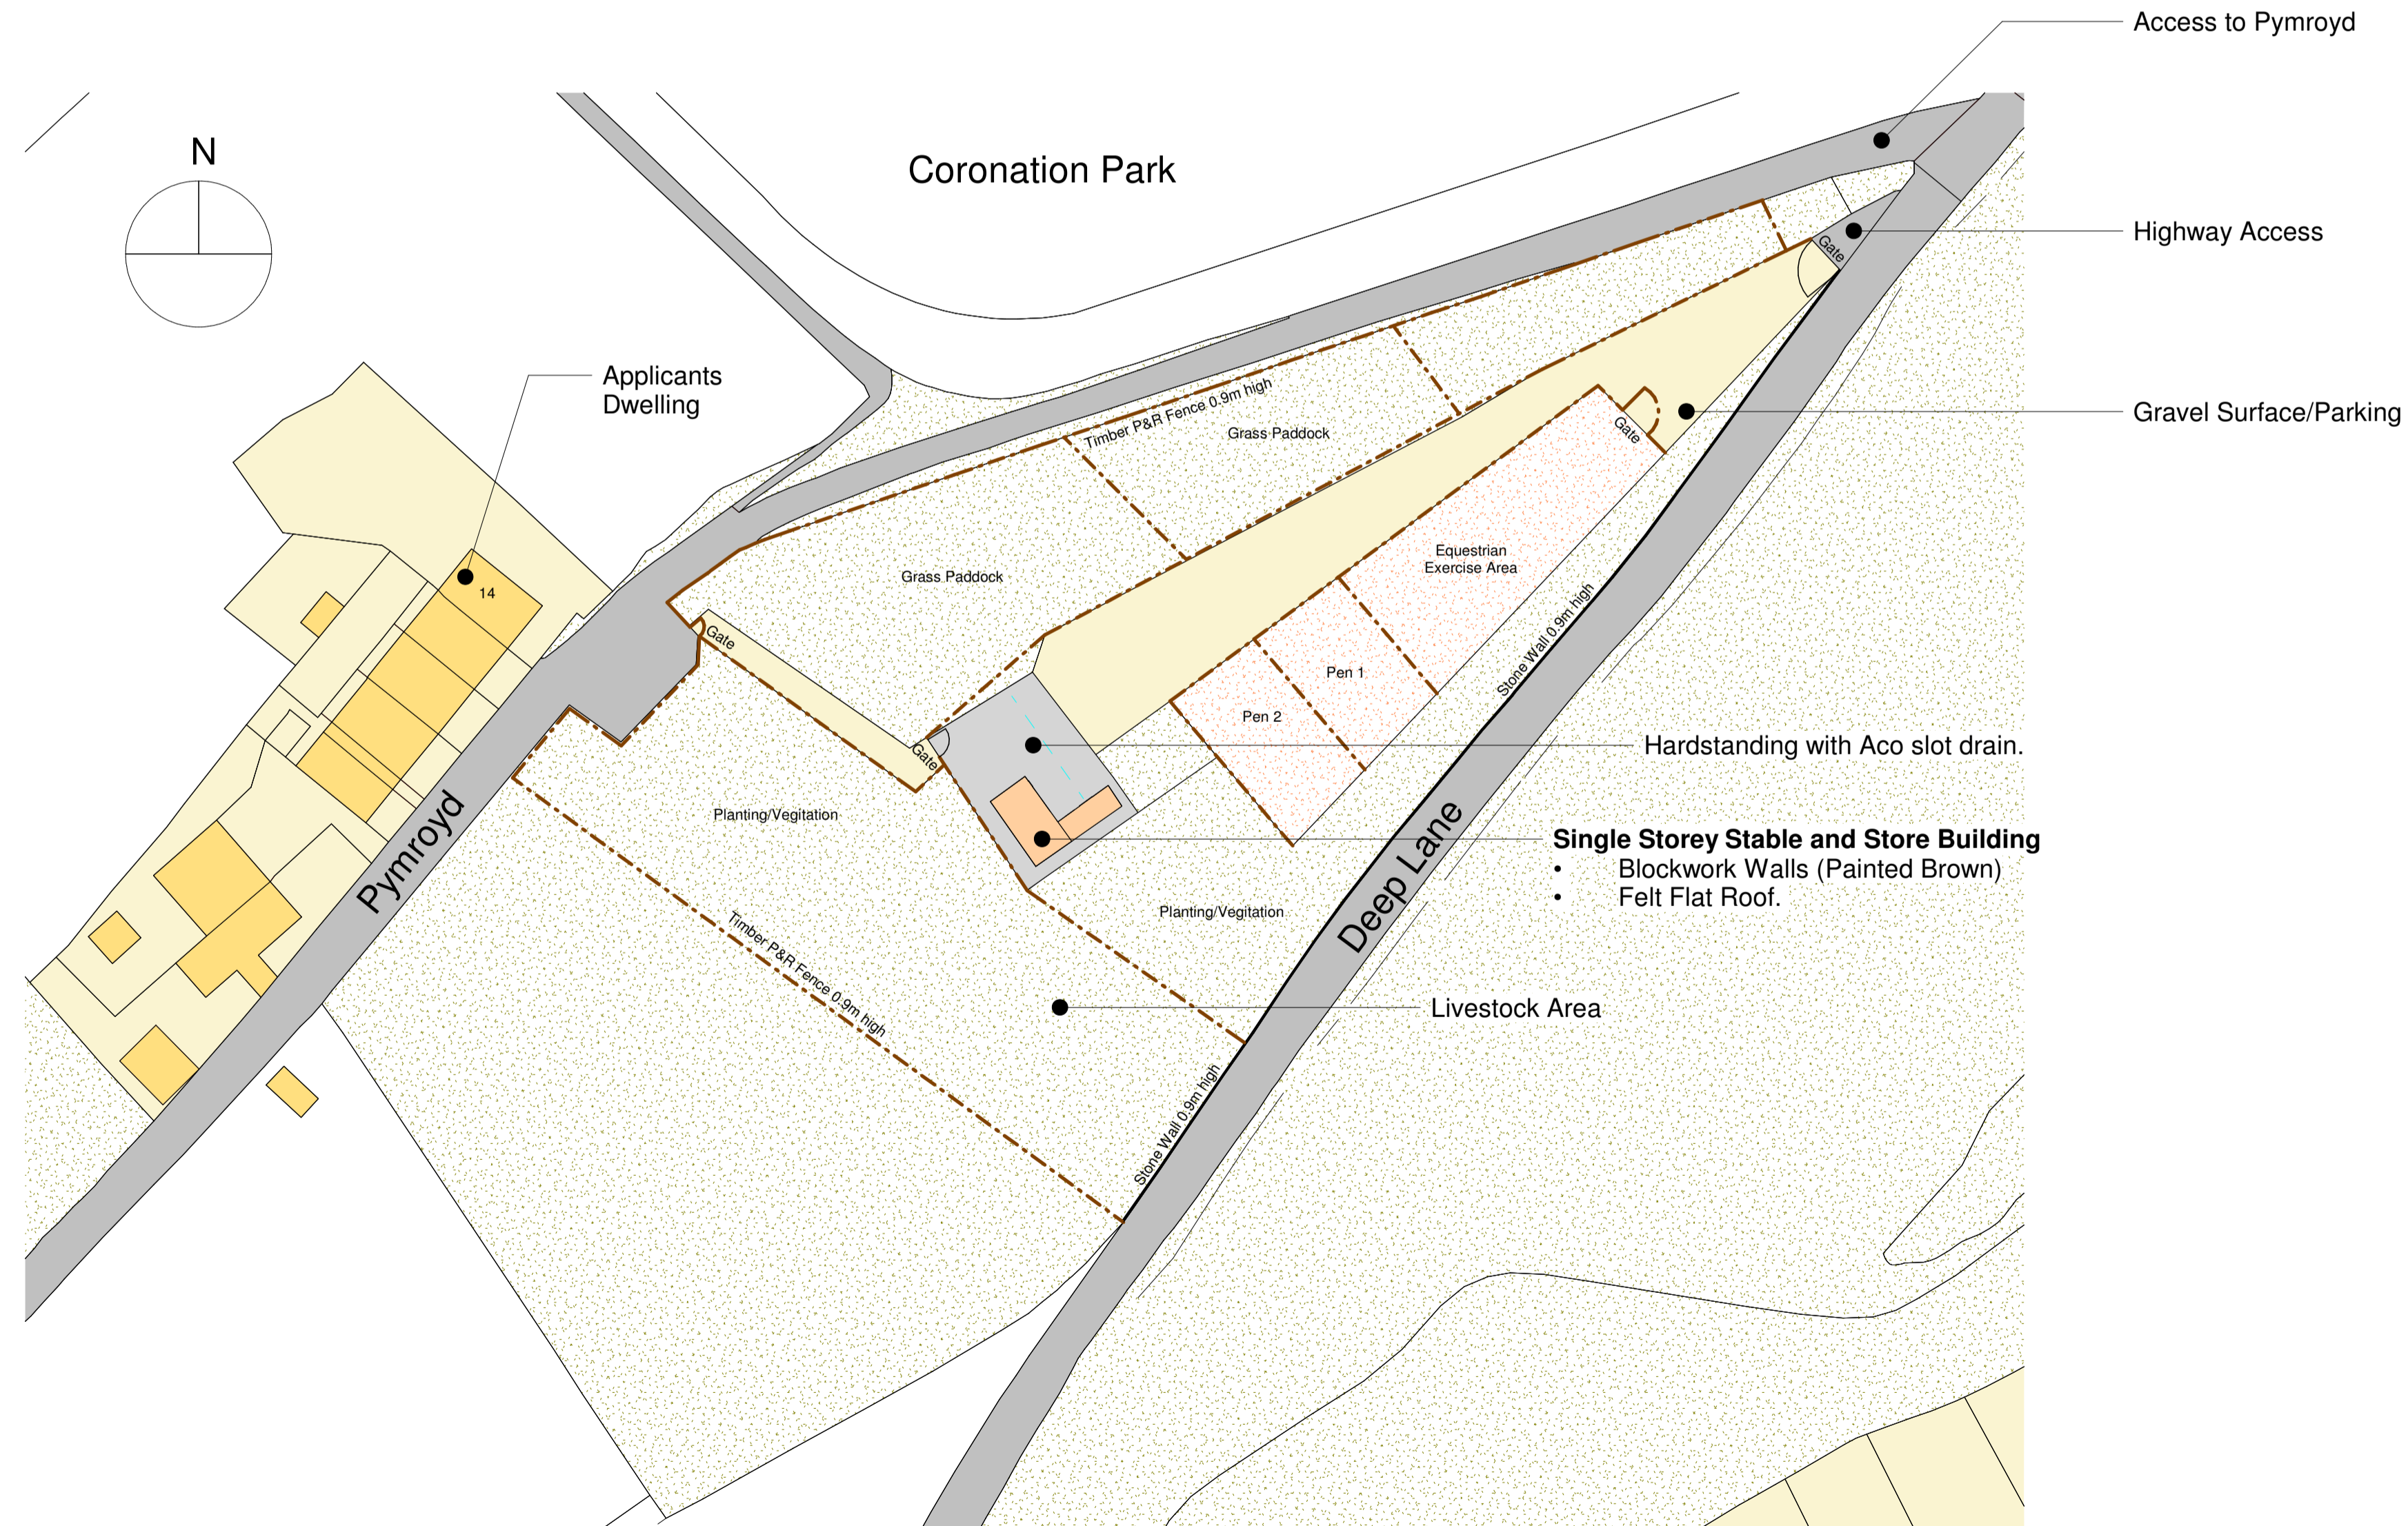 Access to Pymroyd
N
Coronation Park
Highway Access
Gate
Applicants
Dwelling
Timber P&R Fence 0.9m high
Grass Paddock
Gravel Surface/Parking
Gate
Equestrian
Exercise Area
Grass Paddock
14
Gate
Stone Wall 0.9m high
Pen 1
Pen 2
Gate
Hardstanding with Aco slot drain.
Planting/Vegitation
Pymroyd
Deep Lane
Single Storey Stable and Store Building
• Blockwork Walls (Painted Brown)
• Felt Flat Roof.
Planting/Vegitation
Timber P&R Fence 0.9m high
Livestock Area
Stone Wall 0.9m high